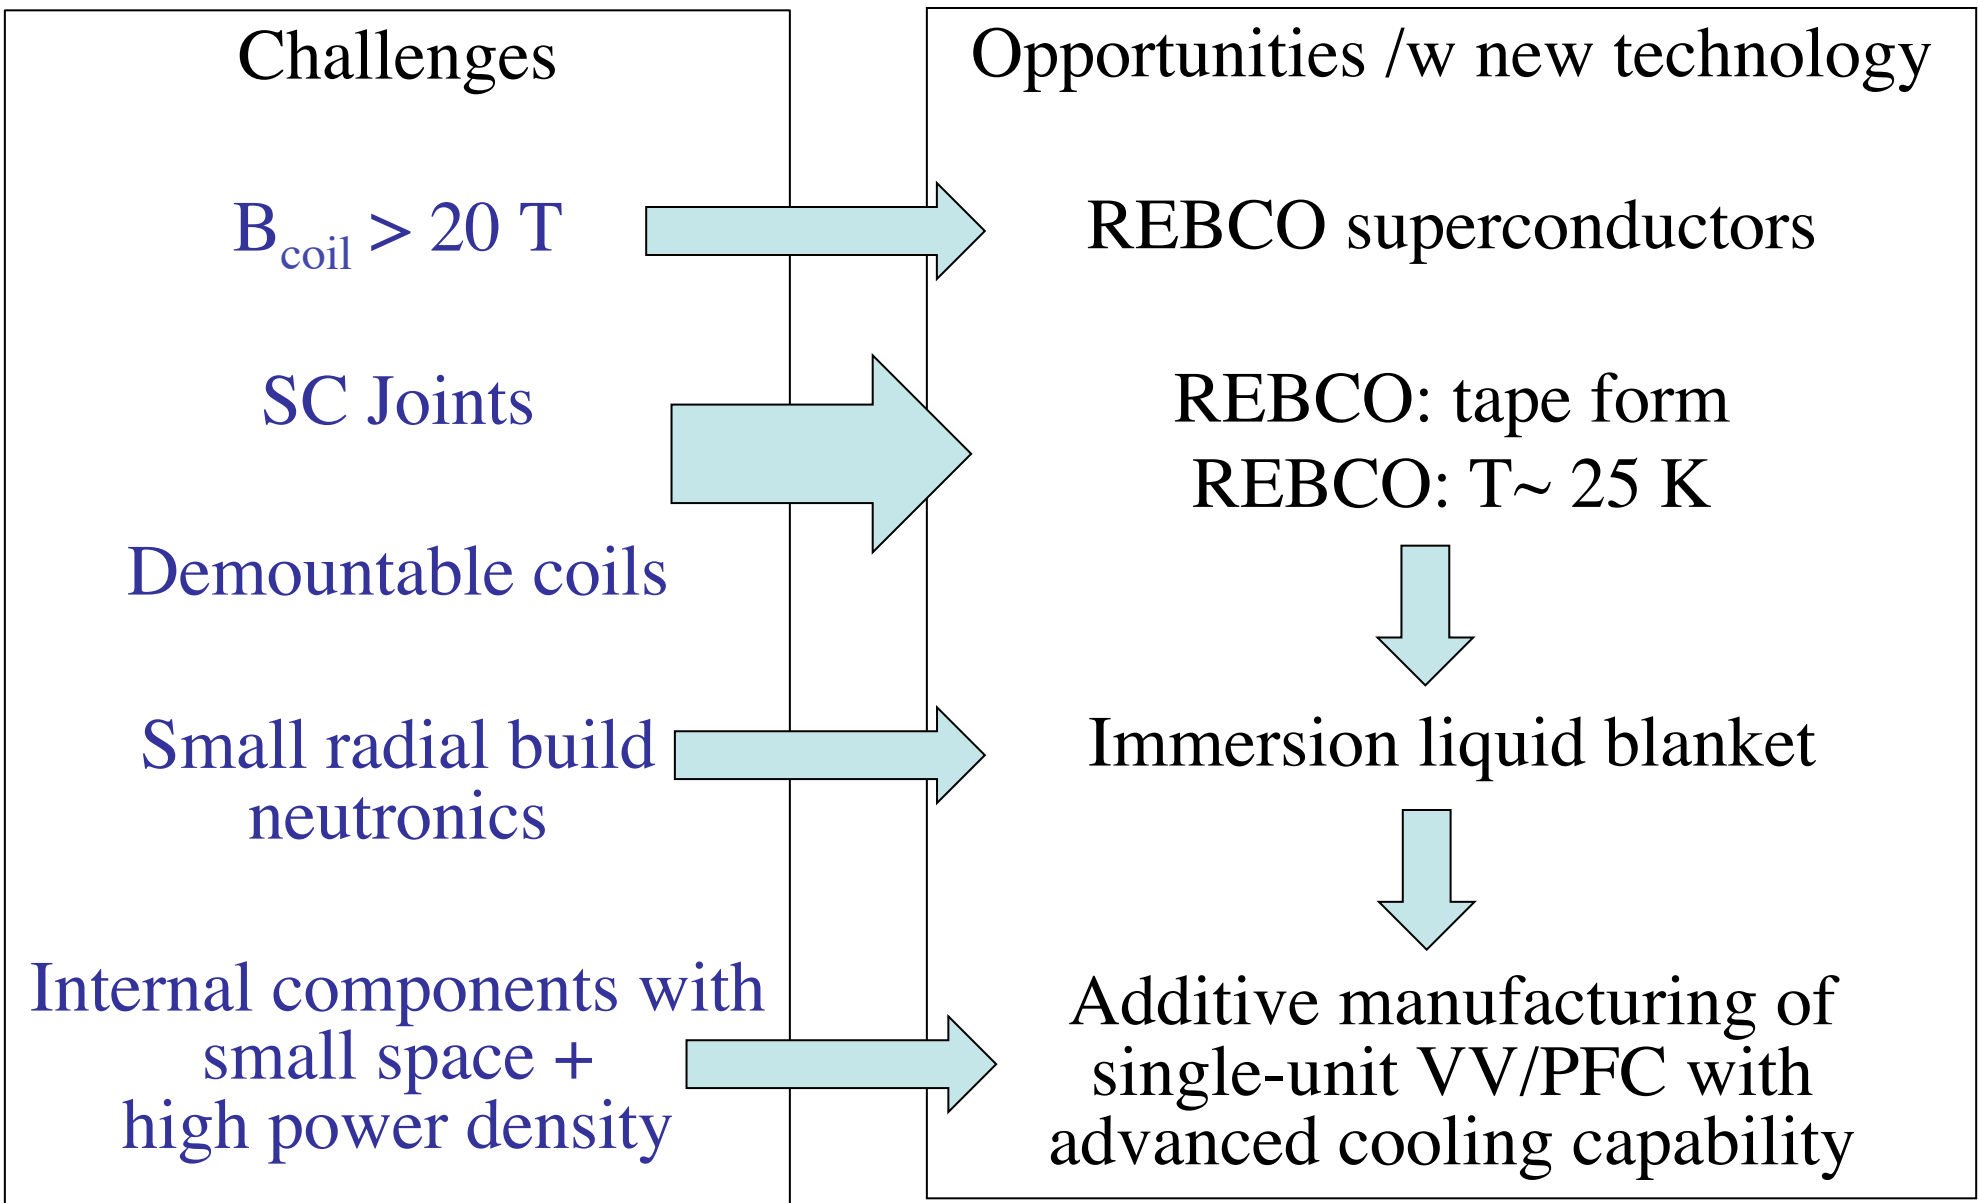 Challenges
B_coil > 20 T
SC Joints
Demountable coils
Small radial build
neutronics
Internal components with
small space +
high power density
Opportunities /w new technology
REBCO superconductors
REBCO: tape form
REBCO: T~ 25 K
Immersion liquid blanket
Additive manufacturing of
single-unit VV/PFC with
advanced cooling capability